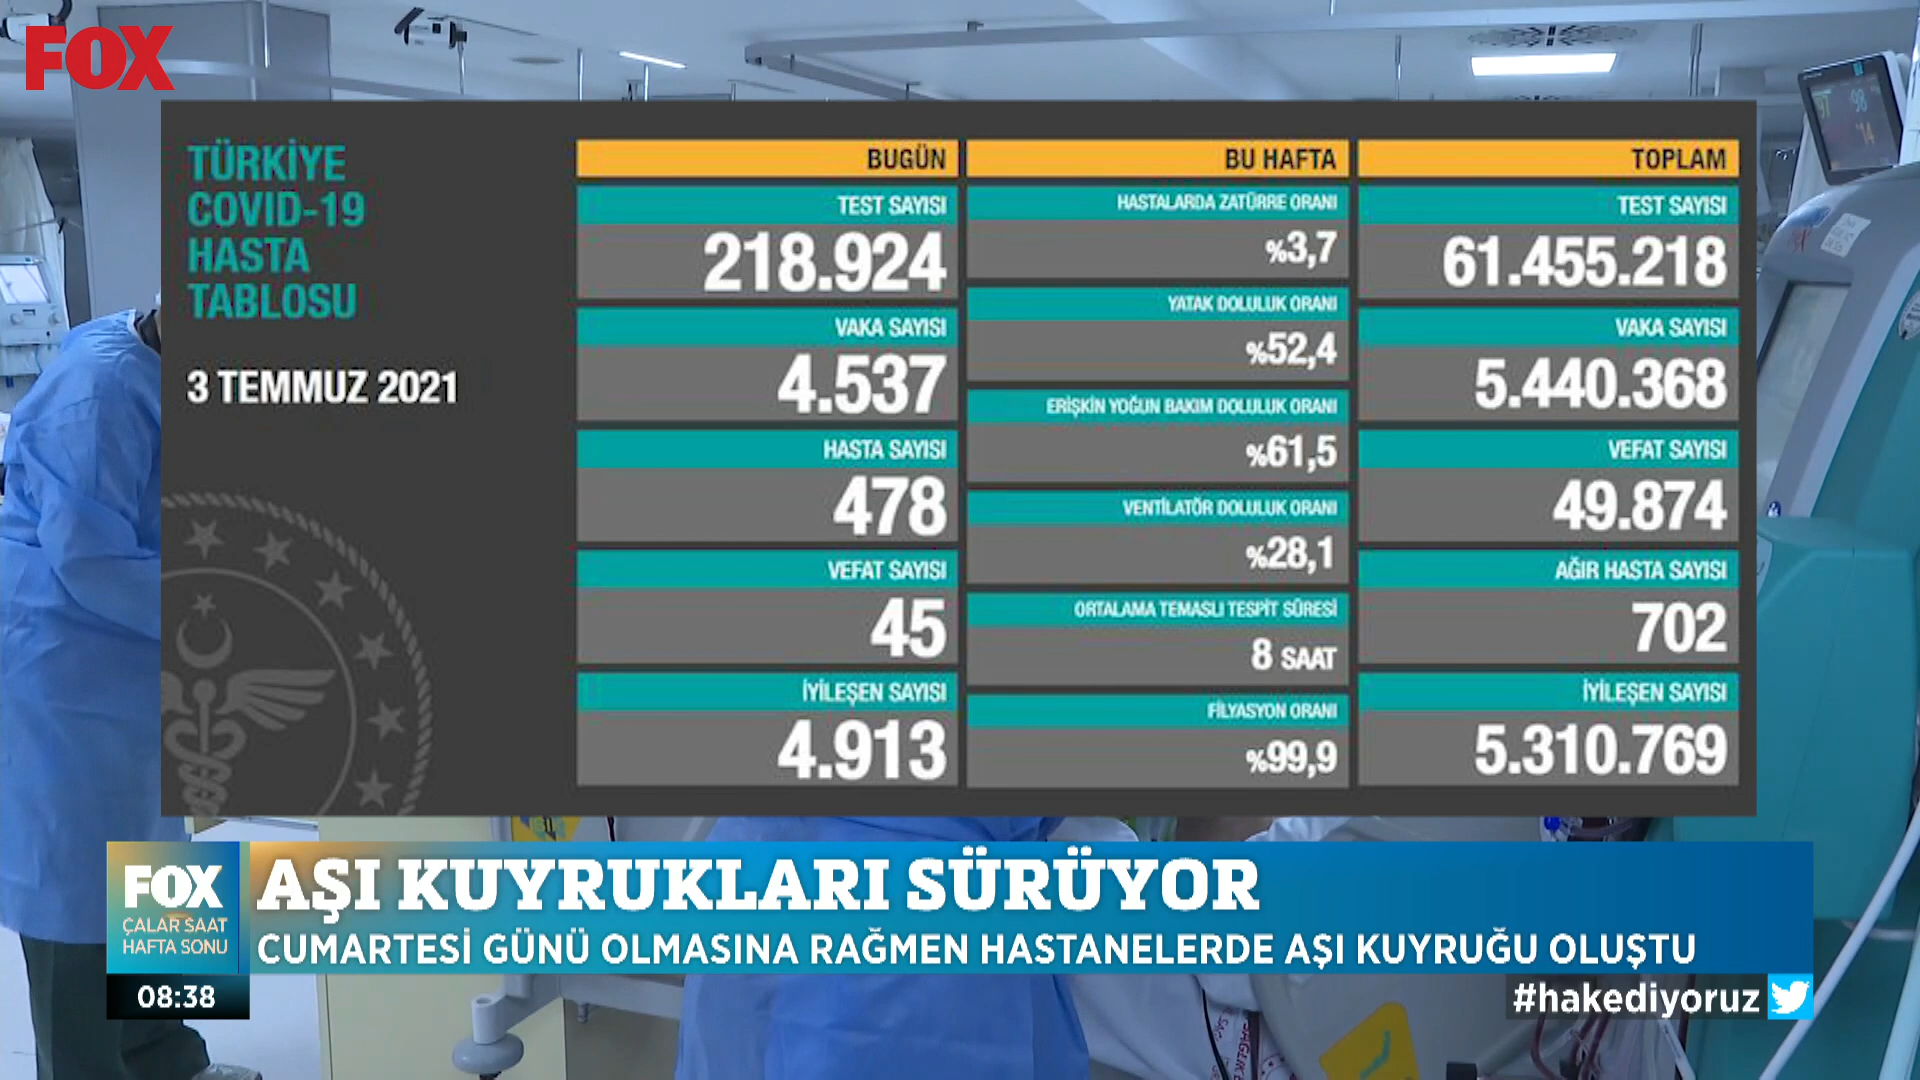 FOX
TÜRKİYE
COVID-19
HASTA
TABLOSU
3 TEMMUZ 2021
BUGÜN
TEST SAYISI
218.924
VAKA SAYISI
4.537
HASTA SAYISI
478
VEFAT SAYISI
45
İYİLEŞEN SAYISI
4.913
BU HAFTA
HASTALARDA ZATÜRRE ORANI
%3,7
YATAK DOLULUK ORANI
%52,4
ERİŞKİN YOĞUN BAKIM DOLULUK ORANI
%61,5
VENTİLATÖR DOLULUK ORANI
%28,1
ORTALAMA TEMASLI TESPİT SÜRESİ
8 SAAT
FİLYASYON ORANI
%99,9
TOPLAM
TEST SAYISI
61.455.218
VAKA SAYISI
5.440.368
VEFAT SAYISI
49.874
AĞIR HASTA SAYISI
702
İYİLEŞEN SAYISI
5.310.769
FOX
ÇALAR SAAT
HAFTA SONU
08:38
AŞI KUYRUKLARI SÜRÜYOR
CUMARTESİ GÜNÜ OLMASINA RAĞMEN HASTANELERDE AŞI KUYRUĞU OLUŞTU
#hakediyoruz